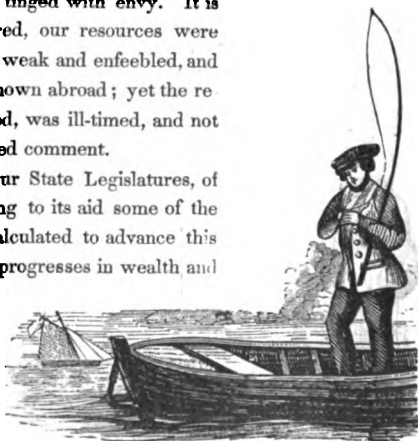 tinged with envy. It is
red, our resources were
weak and enfeebled, and
nown abroad; yet the re
d, was ill-timed, and not
ed comment.
ur State Legislatures, of
ng to its aid some of the
alculated to advance this
progresses in wealth and